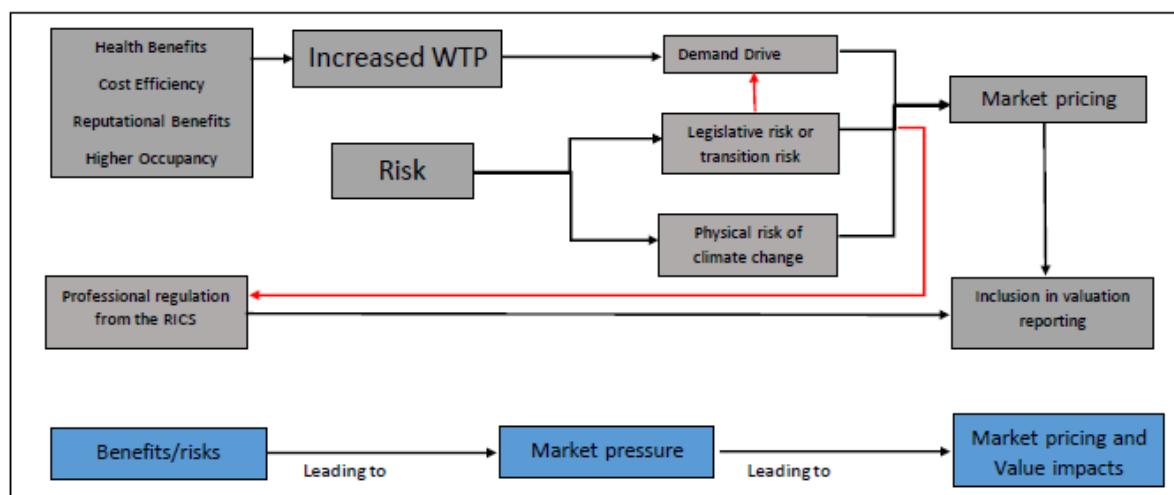 Health Benefits
Cost Efficiency
Reputational Benefits
Higher Occupancy
Increased WTP
Demand Drive
Market pricing
Risk
Legislative risk or
transition risk
Physical risk of
climate change
Professional regulation
from the RICS
Inclusion in valuation
reporting
Benefits/risks
Leading to
Market pressure
Leading to
Market pricing and
Value impacts